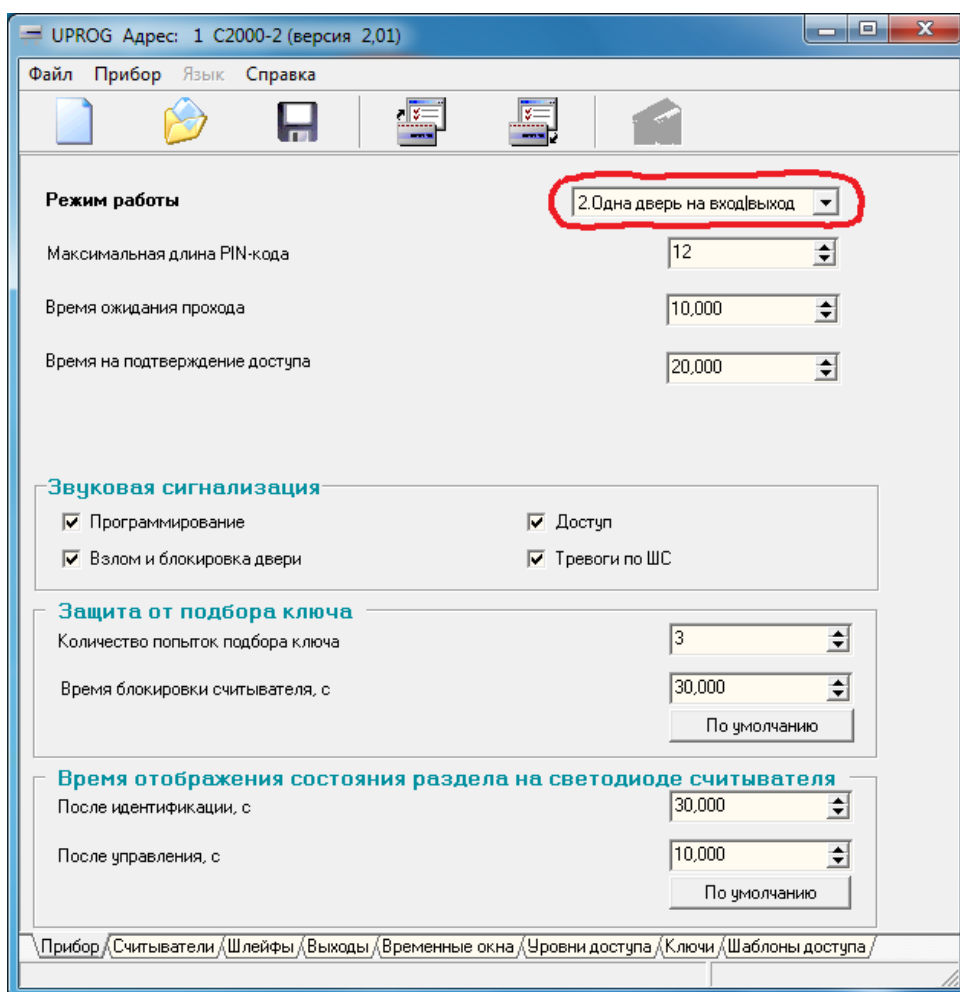 UPROG Адрес: 1 С2000-2 (версия 2,01)
Файл Прибор Язык Справка
Режим работы 2.Одна дверь на вход|выход
Максимальная длина PIN-кода 12
Время ожидания прохода 10,000
Время на подтверждение доступа 20,000
Звуковая сигнализация
Программирование Доступ
Взлом и блокировка двери Тревоги по ШС
Защита от подбора ключа
Количество попыток подбора ключа 3
Время блокировки считывателя, с 30,000
По умолчанию
Время отображения состояния раздела на светодиоде считывателя
После идентификации, с 30,000
После управления, с 10,000
По умолчанию
Прибор Считыватели Шлейфы Выходы Временные окна Уровни доступа Ключи Шаблоны доступа